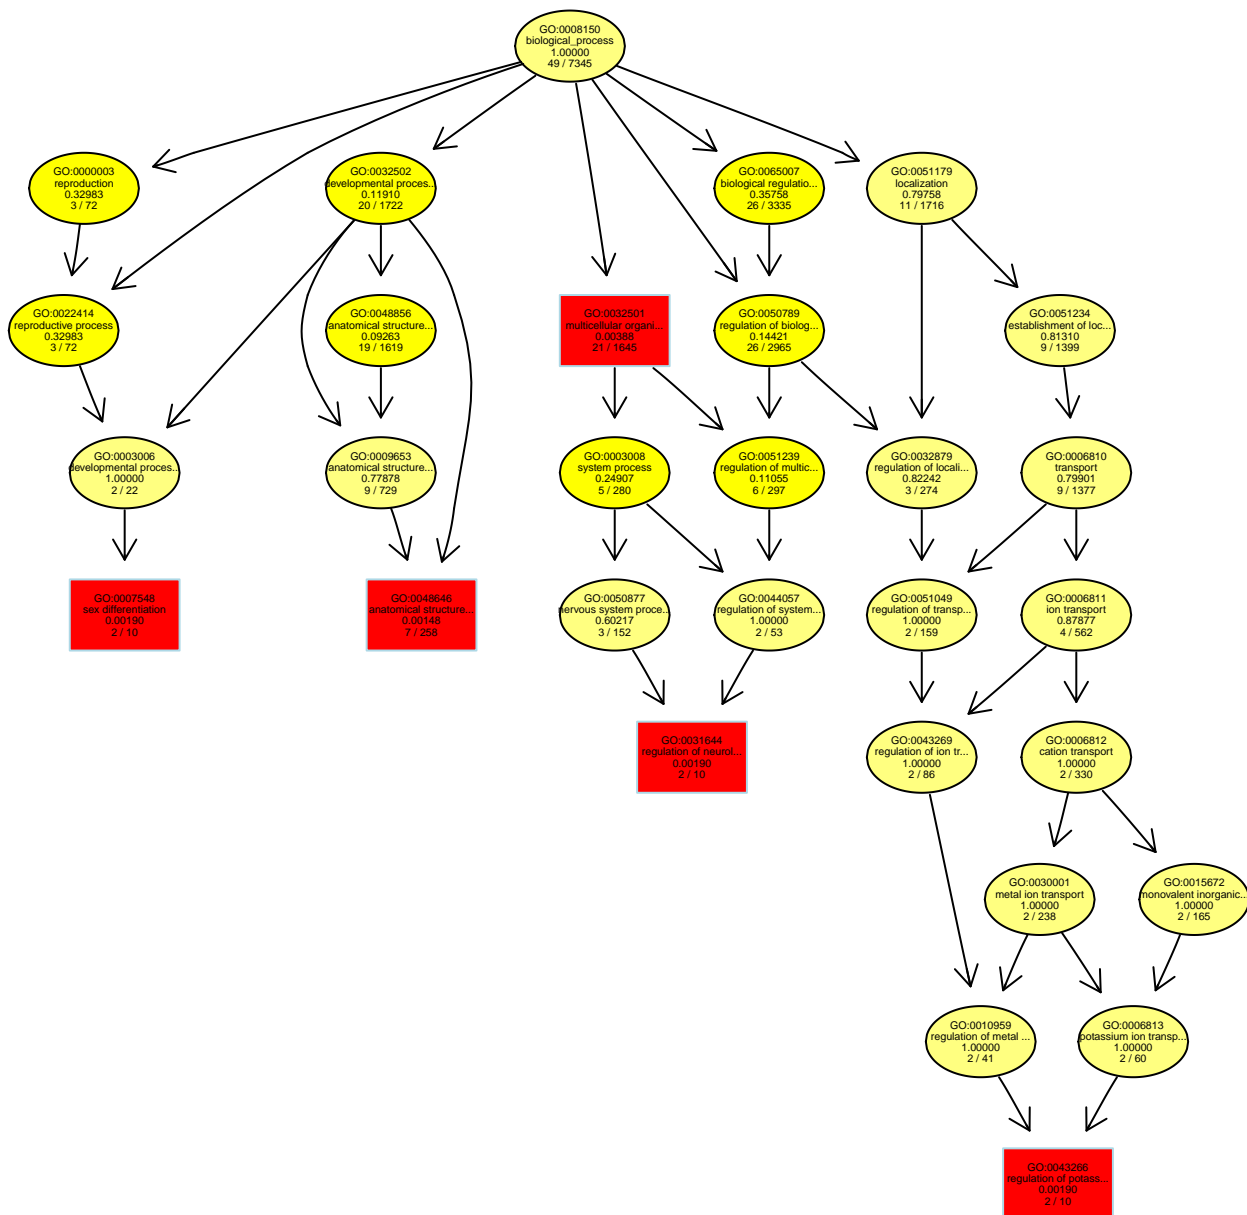 GO:0008150
biological_process
1.00000
49 / 7345
GO:0000003
reproduction
0.32983
3 / 72
GO:0032502
developmental proces...
0.11910
20 / 1722
GO:0065007
biological regulatio...
0.35758
26 / 3335
GO:0051179
localization
0.79758
11 / 1716
GO:0022414
reproductive process
0.32983
3 / 72
GO:0048856
anatomical structure...
0.09263
19 / 1619
GO:0032501
multicellular organi...
0.00388
21 / 1645
GO:0050789
regulation of biolog...
0.14421
26 / 2965
GO:0051234
establishment of loc...
0.81310
9 / 1399
GO:0003006
developmental proces...
1.00000
2 / 22
GO:0009653
anatomical structure...
0.77878
9 / 729
GO:0003008
system process
0.24907
5 / 280
GO:0051239
regulation of multic...
0.11055
6 / 297
GO:0032879
regulation of locali...
0.82242
3 / 274
GO:0006810
transport
0.79901
9 / 1377
GO:0007548
sex differentiation
0.00190
2 / 10
GO:0048646
anatomical structure...
0.00148
7 / 258
GO:0050877
nervous system proce...
0.60217
3 / 152
GO:0044057
regulation of system...
1.00000
2 / 53
GO:0051049
regulation of transp...
1.00000
2 / 159
GO:0006811
ion transport
0.87877
4 / 562
GO:0031644
regulation of neurol...
0.00190
2 / 10
GO:0043269
regulation of ion tr...
1.00000
2 / 86
GO:0006812
cation transport
1.00000
2 / 330
GO:0030001
metal ion transport
1.00000
2 / 238
GO:0015672
monovalent inorganic...
1.00000
2 / 165
GO:0010959
regulation of metal ...
1.00000
2 / 41
GO:0006813
potassium ion transp...
1.00000
2 / 60
GO:0043266
regulation of potass...
0.00190
2 / 10